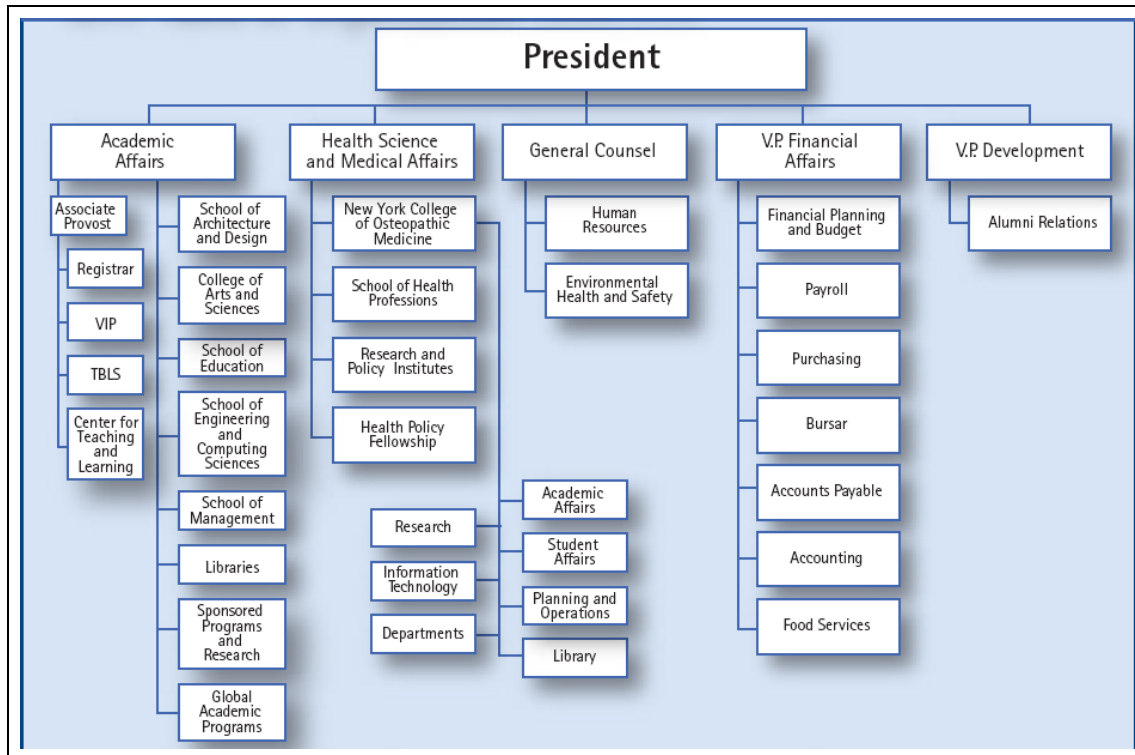 President
Academic
Affairs
Health Science
and Medical Affairs
General Counsel
V.P. Financial
Affairs
V.P. Development
Associate
Provost
Registrar
VIP
TBLS
Center for
Teaching
and
Learning
School of
Architecture
and Design
College of
Arts and
Sciences
School of
Education
School of
Engineering
and
Computing
Sciences
School of
Management
Libraries
Sponsored
Programs
and
Research
Global
Academic
Programs
New York College
of Osteopathic
Medicine
School of Health
Professions
Research and
Policy Institutes
Health Policy
Fellowship
Research
Information
Technology
Departments
Academic
Affairs
Student
Affairs
Planning and
Operations
Library
Human
Resources
Environmental
Health and Safety
Financial Planning
and Budget
Payroll
Purchasing
Bursar
Accounts Payable
Accounting
Food Services
Alumni Relations